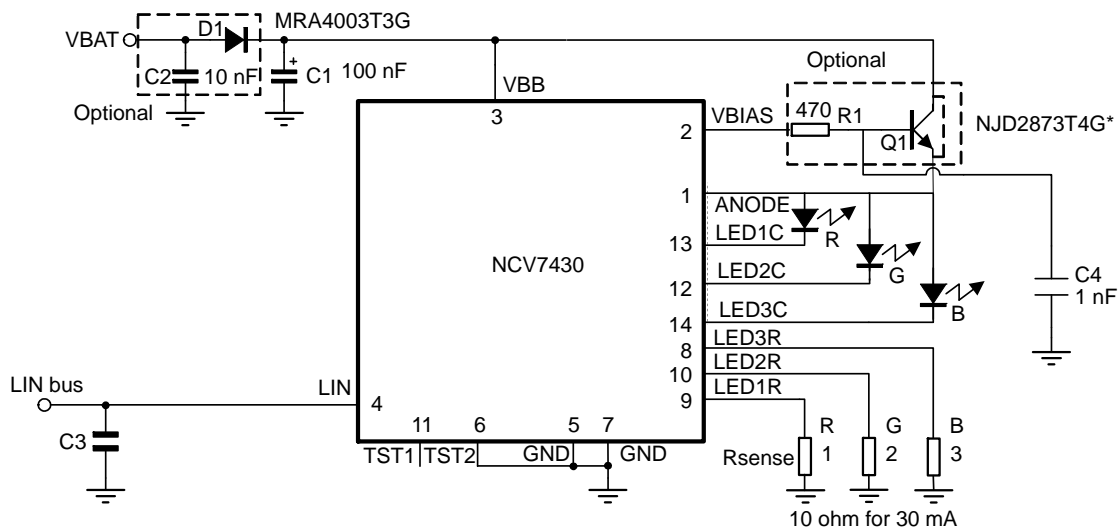 D1
MRA4003T3G
VBAT
C2
10 nF
+
C1
100 nF
Optional
VBB
3
Optional
VBIAS
2
470
R1
Q1
NJD2873T4G*
1
ANODE
R
LED1C
13
NCV7430
G
LED2C
12
C4
1 nF
B
LED3C
14
LED3R
8
LED2R
10
LED1R
9
LIN bus
LIN
4
C3
11
6
5
7
TST1
TST2
GND
GND
Rsense
R
1
G
2
B
3
10 ohm for 30 mA